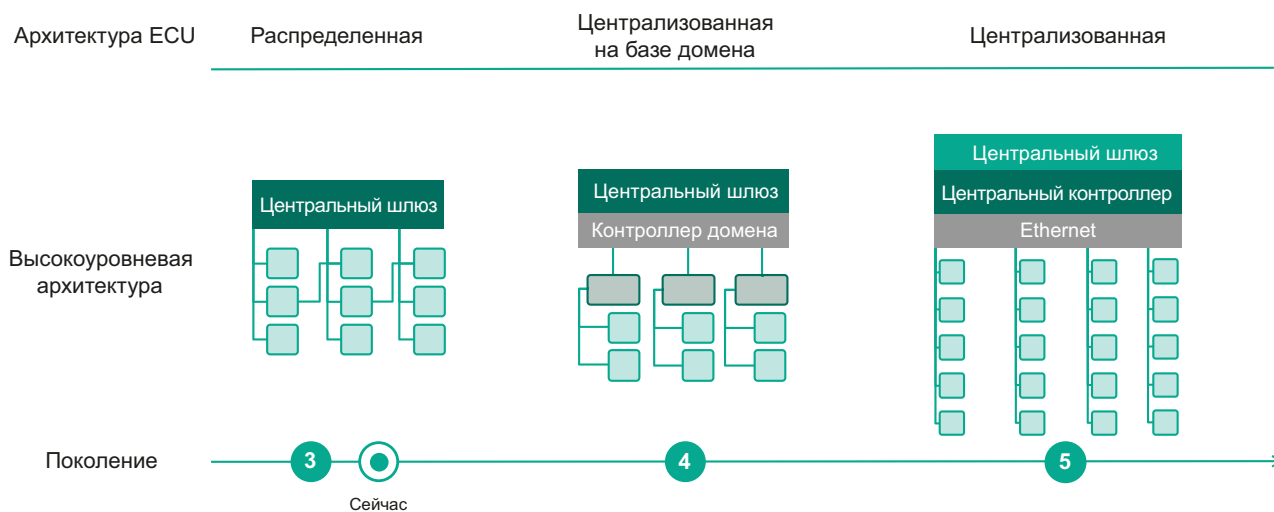 Архитектура ECU
Распределенная
Централизованная
на базе домена
Централизованная
Высокоуровневая
архитектура
Центральный шлюз
Центральный шлюз
Контроллер домена
Центральный шлюз
Центральный контроллер
Ethernet
Поколение
3
Сейчас
4
5